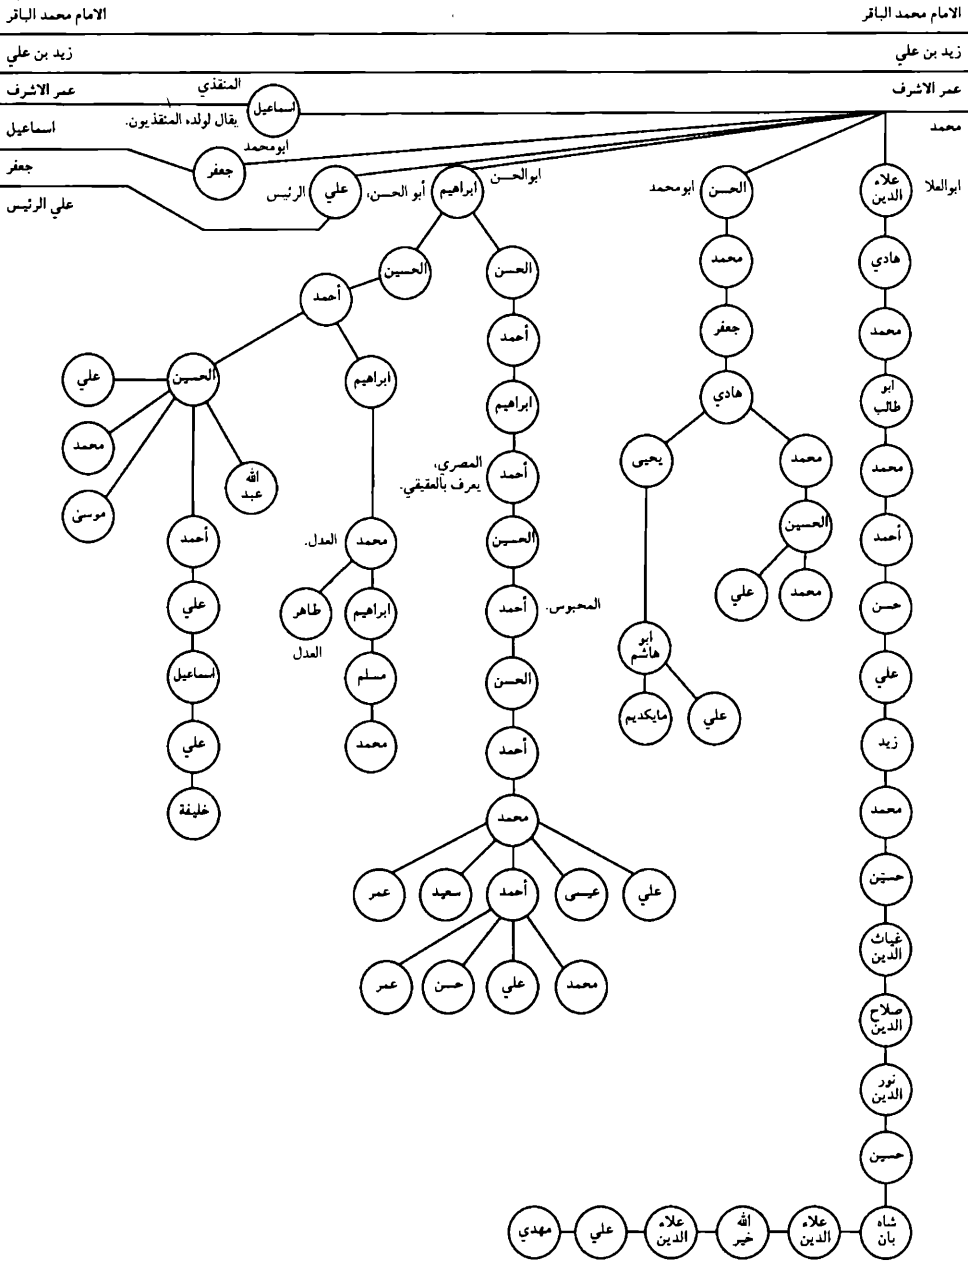 الامام محمد الباقر
الامام محمد الباقر
زيد بن علي
زيد بن علي
عمر الاشرف
المنقذي
عمر الاشرف
اسماعيل
يقال لولده المنقذيون.
محمد
اسماعيل
ابومحمد
جعفر
جعفر
ابوالعلا
علاء
الدين
ابومحمد
الحسن
ابوالحسن
ابراهيم
أبو الحسن،
علي
الرئيس
علي الرئيس
هادي
محمد
الحسن
الحسين
أحمد
محمد
جعفر
أحمد
ابراهيم
الحسين
علي
ابو
طالب
هادي
ابراهيم
محمد
محمد
محمد
يحيى
المصري،
يعرف بالعقيقي.
أحمد
الله
عبد
موسى
أحمد
الحسين
الحسين
محمد
العدل.
أحمد
حسن
محمد
علي
المحبوس.
أحمد
ابراهيم
طاهر
العدل
علي
علي
ابو
هاشم
الحسن
مسلم
اسماعيل
زيد
علي
مايكديم
أحمد
محمد
علي
محمد
محمد
خليفة
حسين
علي
عيسى
أحمد
سعيد
عمر
غياث
الدين
محمد
علي
حسن
عمر
صلاح
الدين
نور
الدين
حسين
شاه
بان
علاء
الدين
الله
خير
علاء
الدين
علي
مهدي